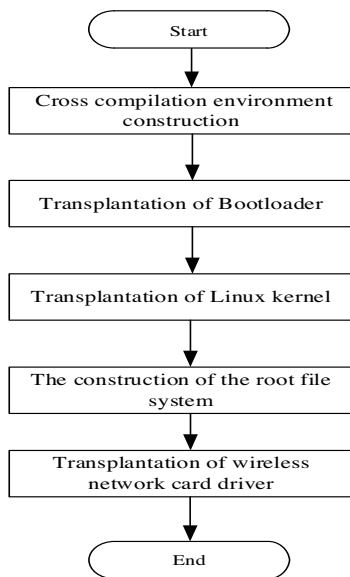 Start
Cross compilation environment
construction
Transplantation of Bootloader
Transplantation of Linux kernel
The construction of the root file
system
Transplantation of wireless
network card driver
End